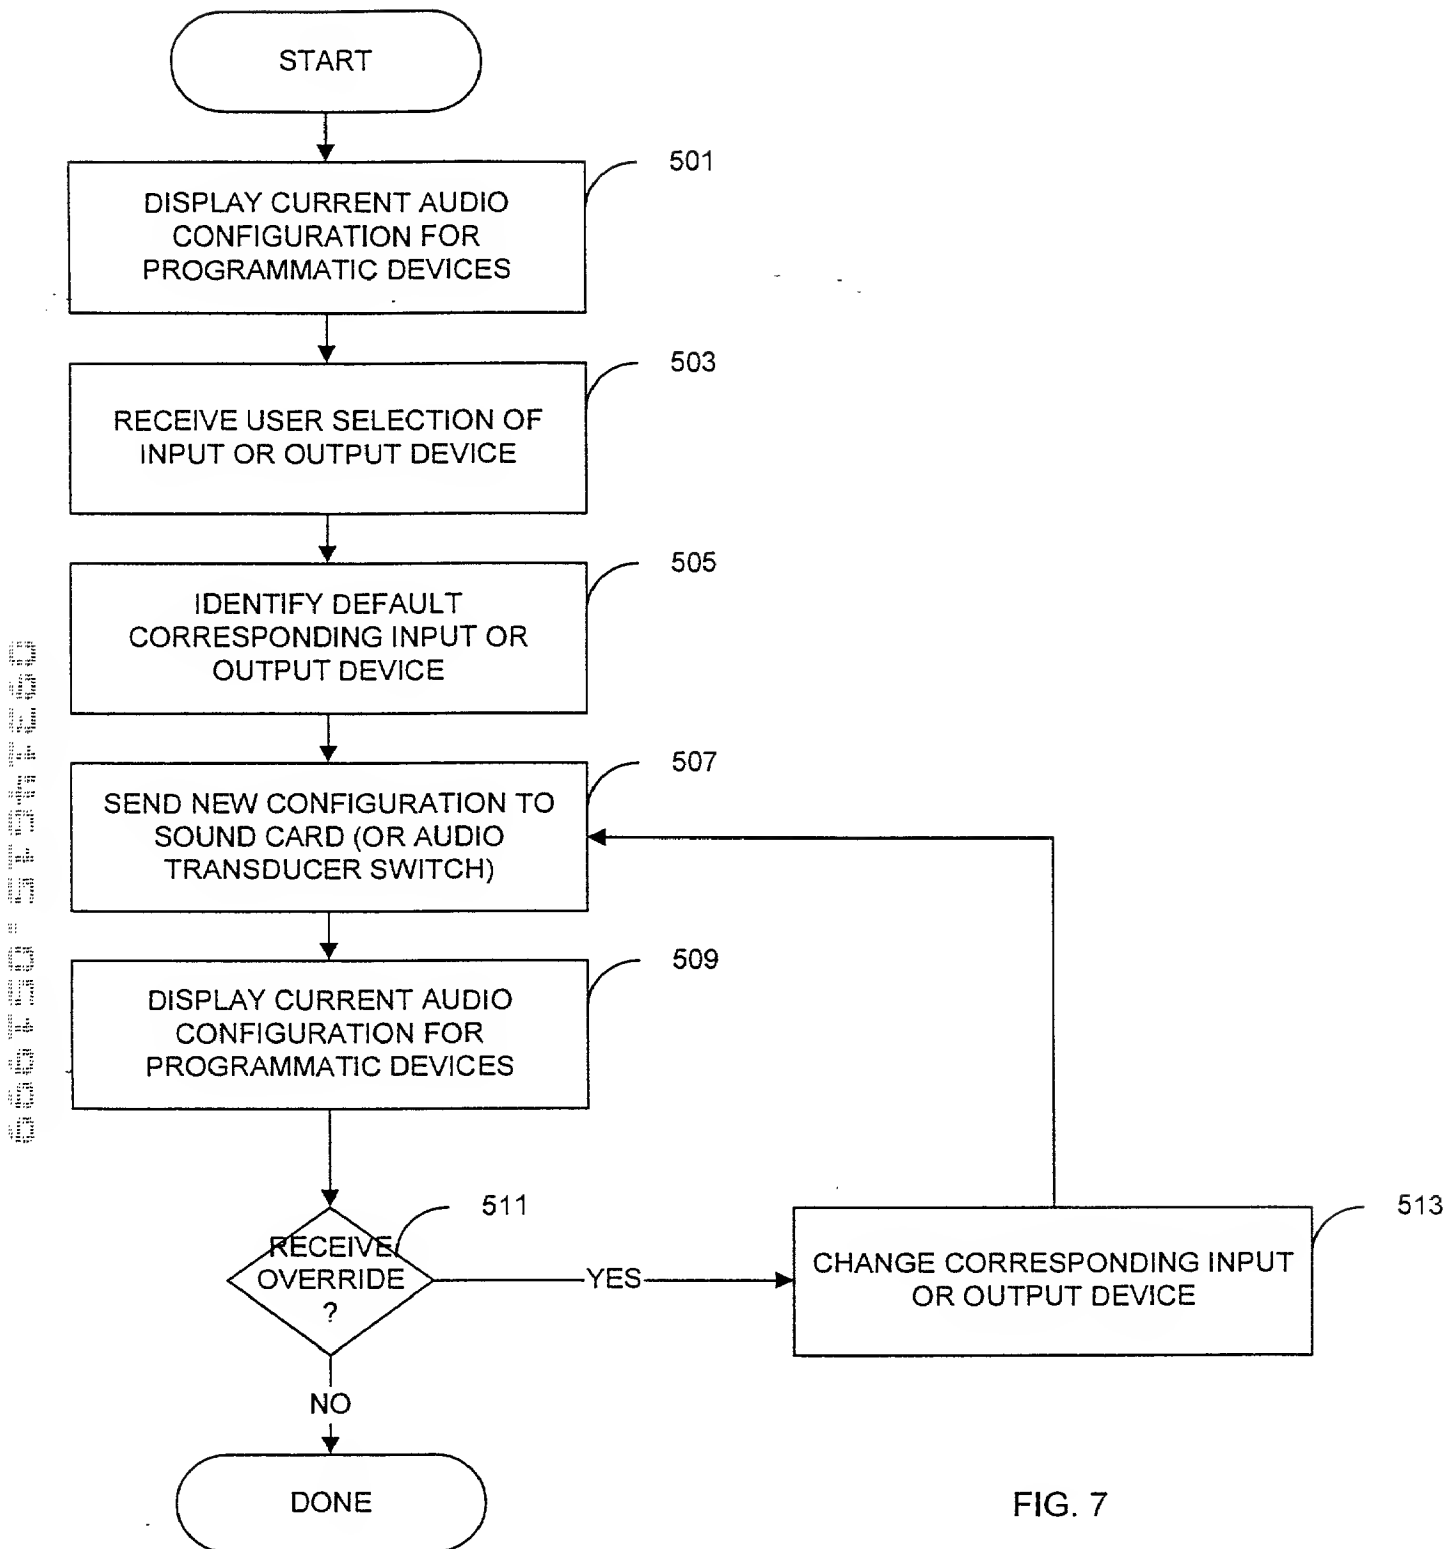 START
501
DISPLAY CURRENT AUDIO
CONFIGURATION FOR
PROGRAMMATIC DEVICES
503
RECEIVE USER SELECTION OF
INPUT OR OUTPUT DEVICE
505
IDENTIFY DEFAULT
CORRESPONDING INPUT OR
OUTPUT DEVICE
507
SEND NEW CONFIGURATION TO
SOUND CARD (OR AUDIO
TRANSDUCER SWITCH)
509
DISPLAY CURRENT AUDIO
CONFIGURATION FOR
PROGRAMMATIC DEVICES
511
RECEIVE
OVERRIDE
?
YES
513
CHANGE CORRESPONDING INPUT
OR OUTPUT DEVICE
NO
DONE
FIG. 7